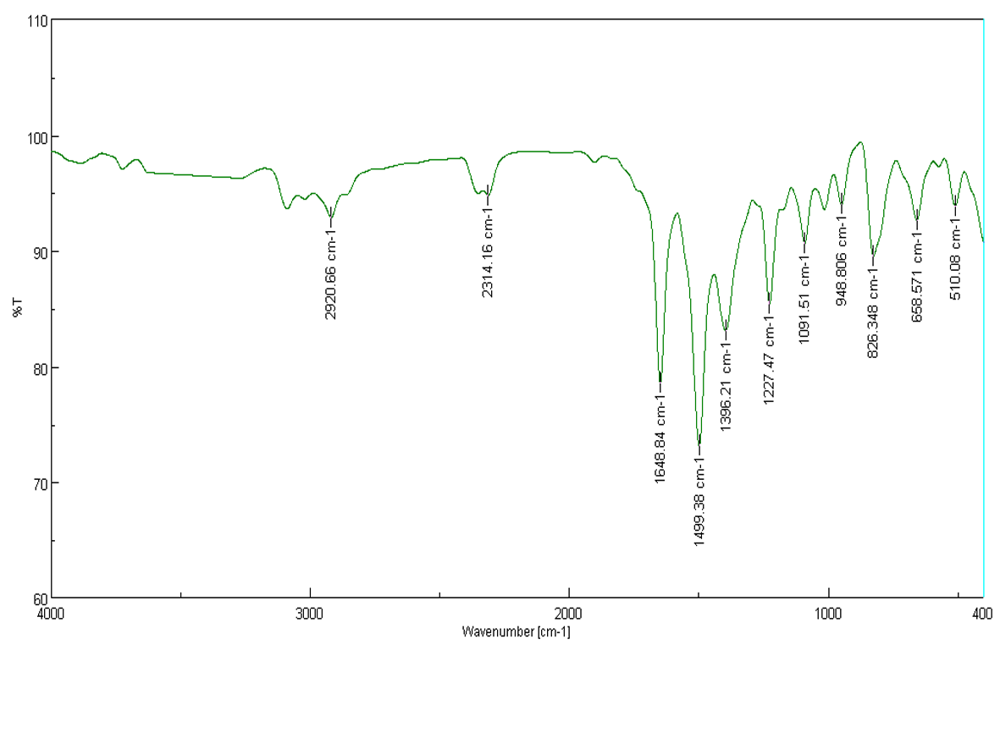 110
100
90
80
70
60
%T
4000
3000
2000
1000
400
Wavenumber [cm-1]
2920.66 cm-1
2314.16 cm-1
1648.84 cm-1
1499.38 cm-1
1396.21 cm-1
1227.47 cm-1
1091.51 cm-1
948.806 cm-1
826.348 cm-1
658.571 cm-1
510.08 cm-1